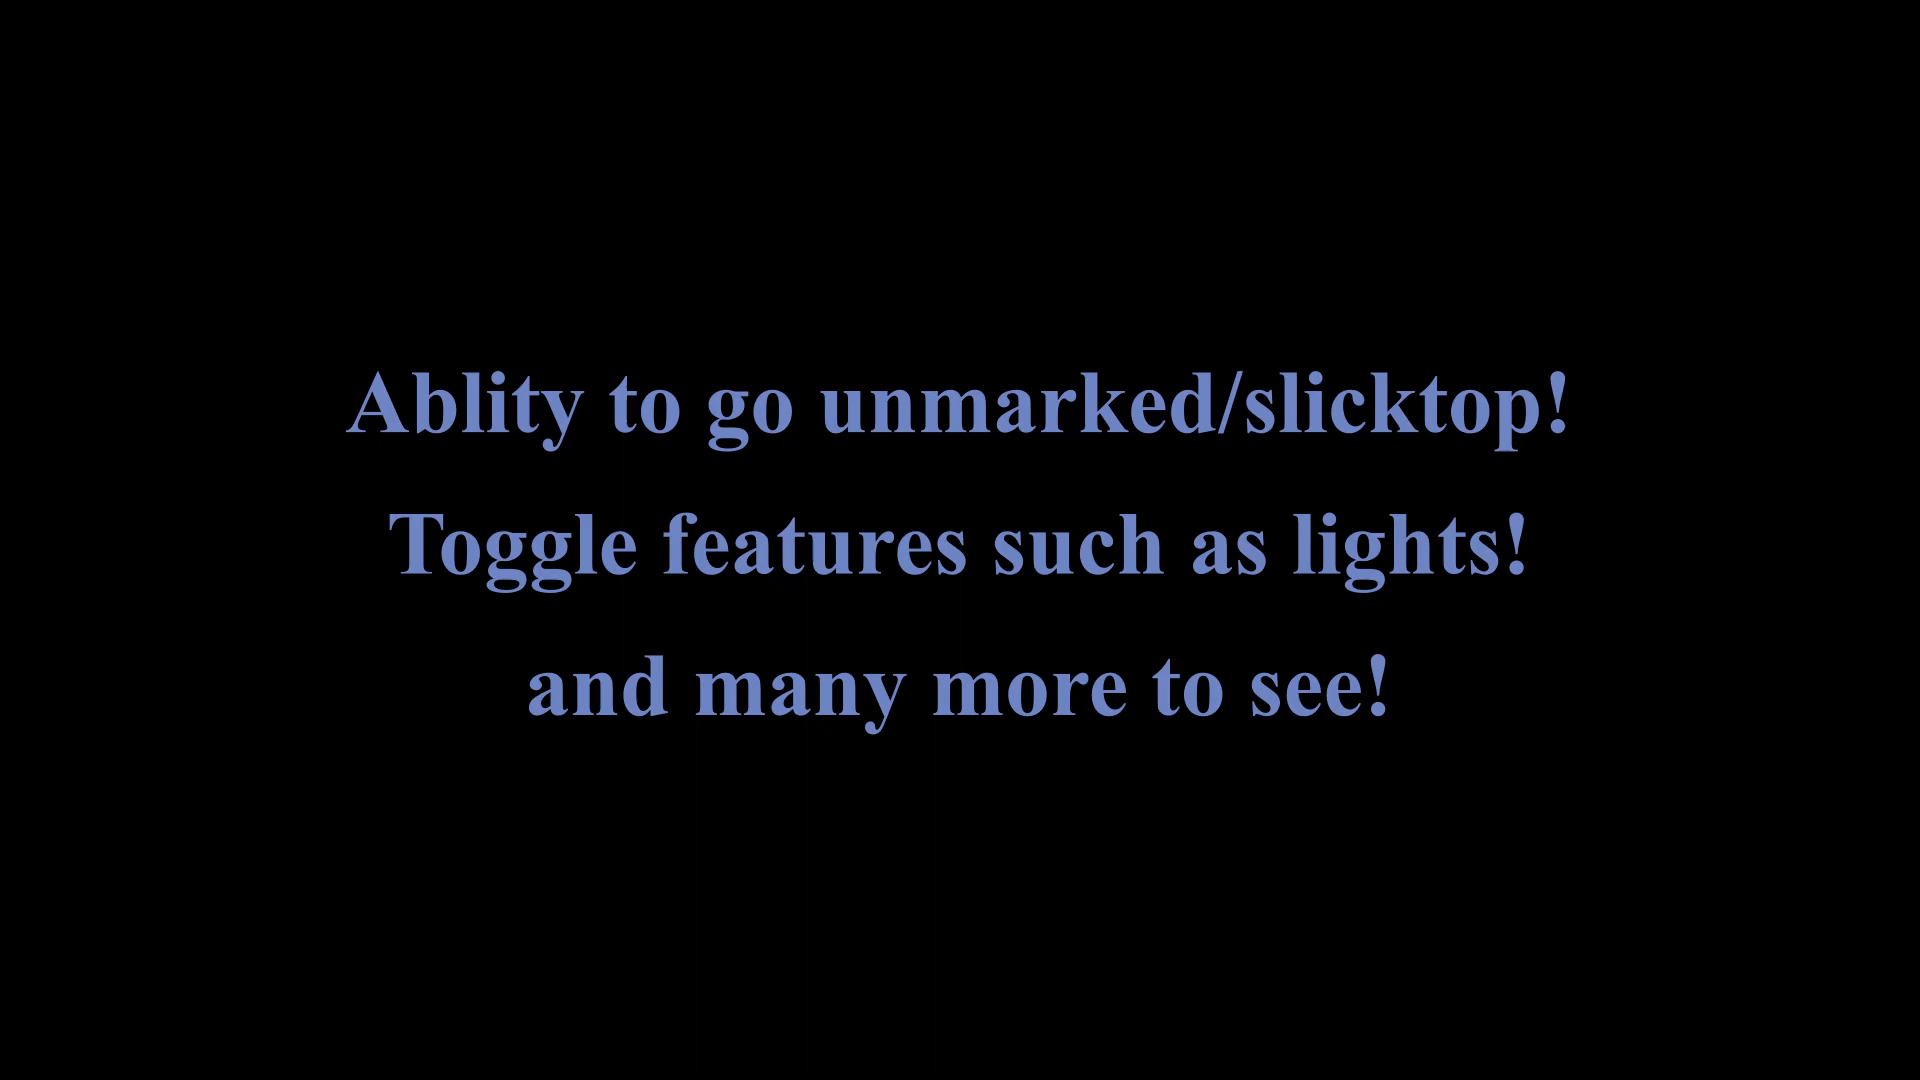 Ablity to go unmarked/slicktop!
Toggle features such as lights!
and many more to see!